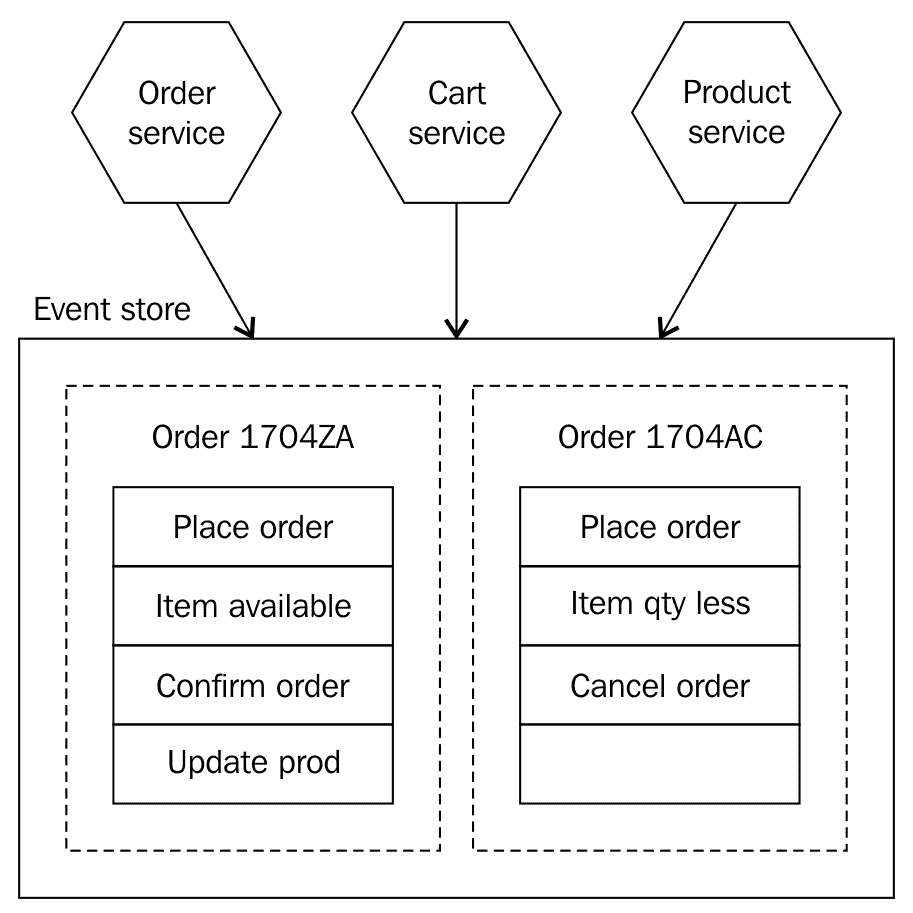 Order
service
Cart
service
Product
service
Event store
Order 1704ZA
Place order
Item available
Confirm order
Update prod
Order 1704AC
Place order
Item qty less
Cancel order